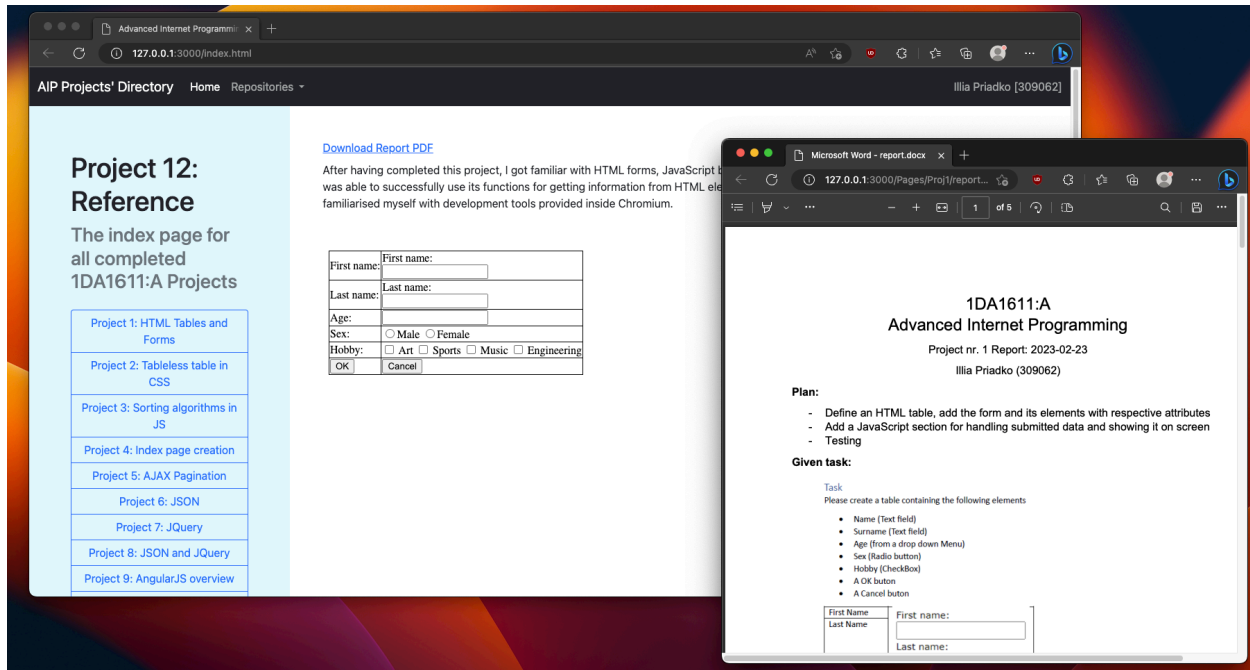 Advanced Internet Programmin
127.0.0.1:3000/index.html
AIP Projects' Directory Home Repositories Illia Priadko [309062]
Project 12:
Reference
The index page for
all completed
1DA1611:A Projects
Project 1: HTML Tables and
Forms
Project 2: Tableless table in
CSS
Project 3: Sorting algorithms in
JS
Project 4: Index page creation
Project 5: AJAX Pagination
Project 6: JSON
Project 7: JQuery
Project 8: JSON and JQuery
Project 9: AngularJS overview
Download Report PDF
After having completed this project, I got familiar with HTML forms, JavaScript
was able to successfully use its functions for getting information from HTML
familiarised myself with development tools provided inside Chromium.
First name: First name:
Last name: Last name:
Age:
Sex: Male Female
Hobby: Art Sports Music Engineering
OK Cancel
Microsoft Word - report.docx
127.0.0.1:3000/Pages/Proj1/report...
1 of 5
1DA1611:A
Advanced Internet Programming
Project nr. 1 Report: 2023-02-23
Illia Priadko (309062)
Plan:
- Define an HTML table, add the form and its elements with respective attributes
- Add a JavaScript section for handling submitted data and showing it on screen
- Testing
Given task:
Task
Please create a table containing the following elements
• Name (Text field)
• Surname (Text field)
• Age (from a drop down Menu)
• Sex (Radio button)
• Hobby (CheckBox)
• A OK buton
• A Cancel buton
First Name First name:
Last Name
Last name: